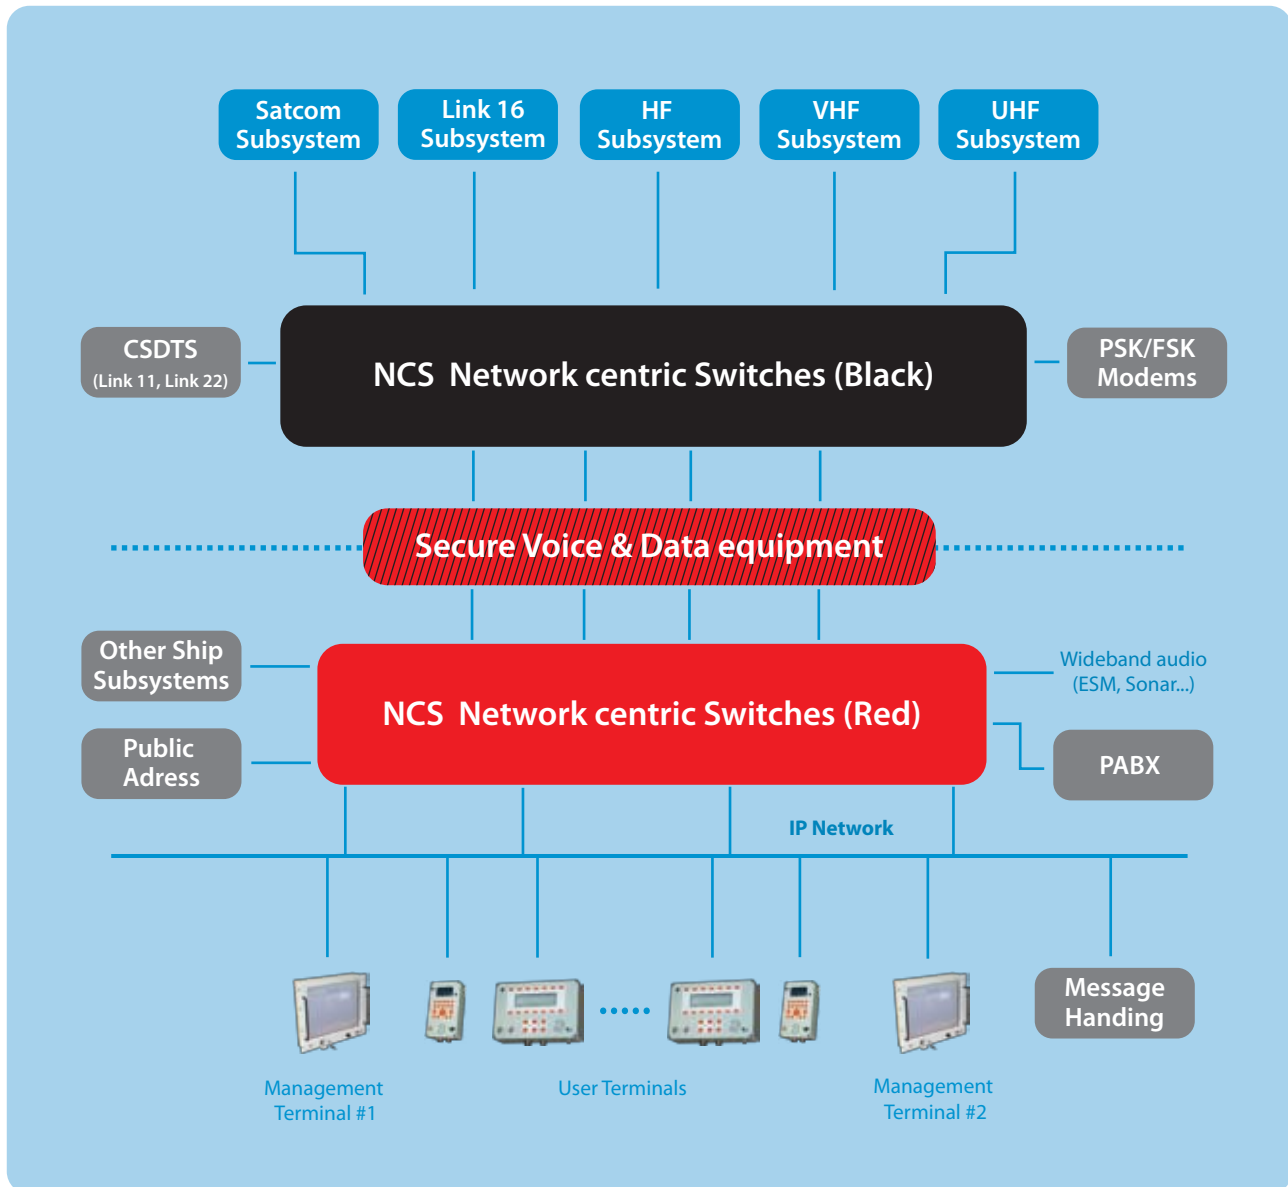 Satcom
Subsystem
Link 16
Subsystem
HF
Subsystem
VHF
Subsystem
UHF
Subsystem
CSDTS
(Link 11, Link 22)
NCS Network centric Switches (Black)
PSK/FSK
Modems
Secure Voice & Data equipment
Other Ship
Subsystems
NCS Network centric Switches (Red)
Wideband audio
(ESM, Sonar...)
Public
Adress
PABX
IP Network
Message
Handing
Management
Terminal #1
User Terminals
Management
Terminal #2